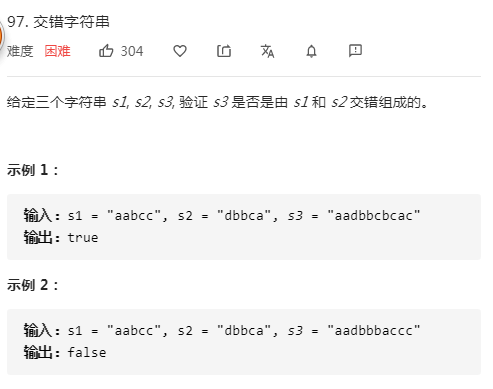 97. 交错字符串
难度 困难 304
给定三个字符串 s1, s2, s3, 验证 s3 是否是由 s1 和 s2 交错组成的。
示例 1：
输入：s1 = "aabcc", s2 = "dbbca", s3 = "aadbbcbcac"
输出：true
示例 2：
输入：s1 = "aabcc", s2 = "dbbca", s3 = "aadbbbaccc"
输出：false